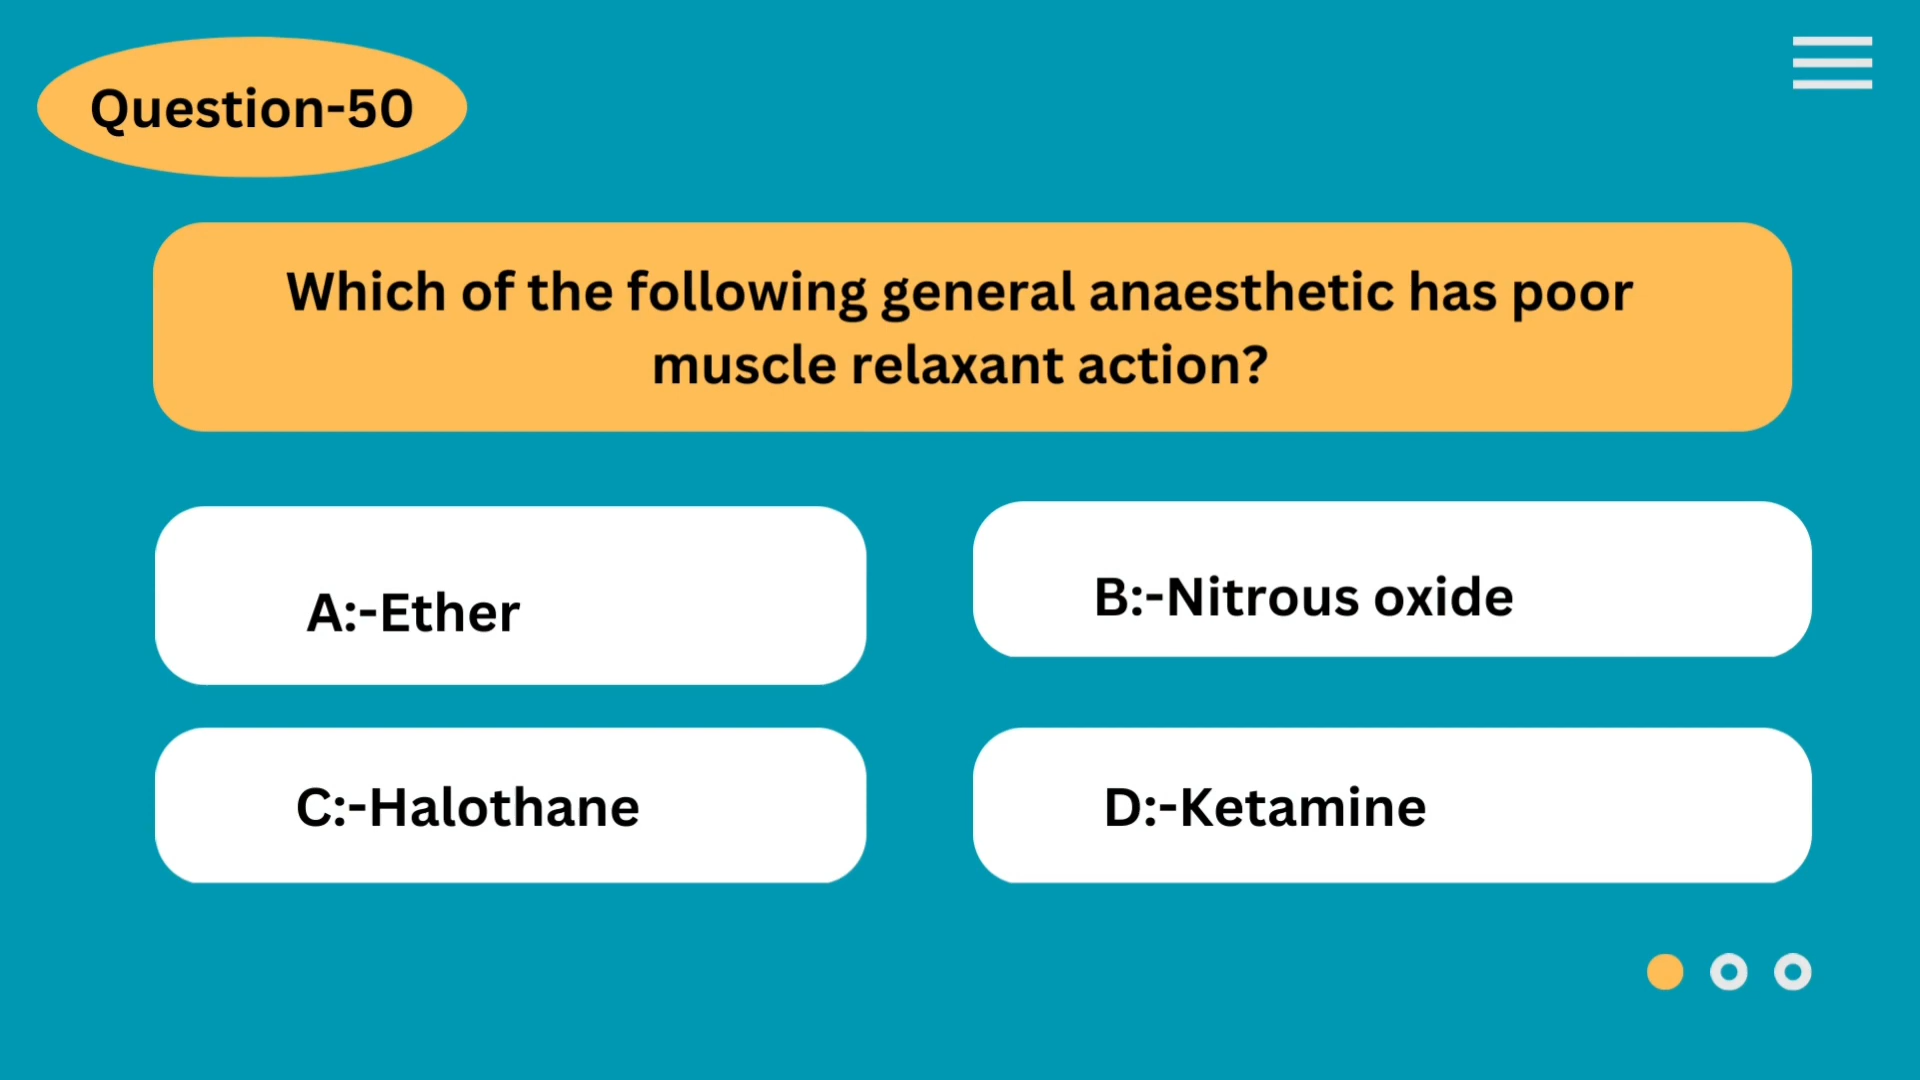 Question-50
Which of the following general anaesthetic has poor
muscle relaxant action?
A:-Ether
B:-Nitrous oxide
C:-Halothane
D:-Ketamine